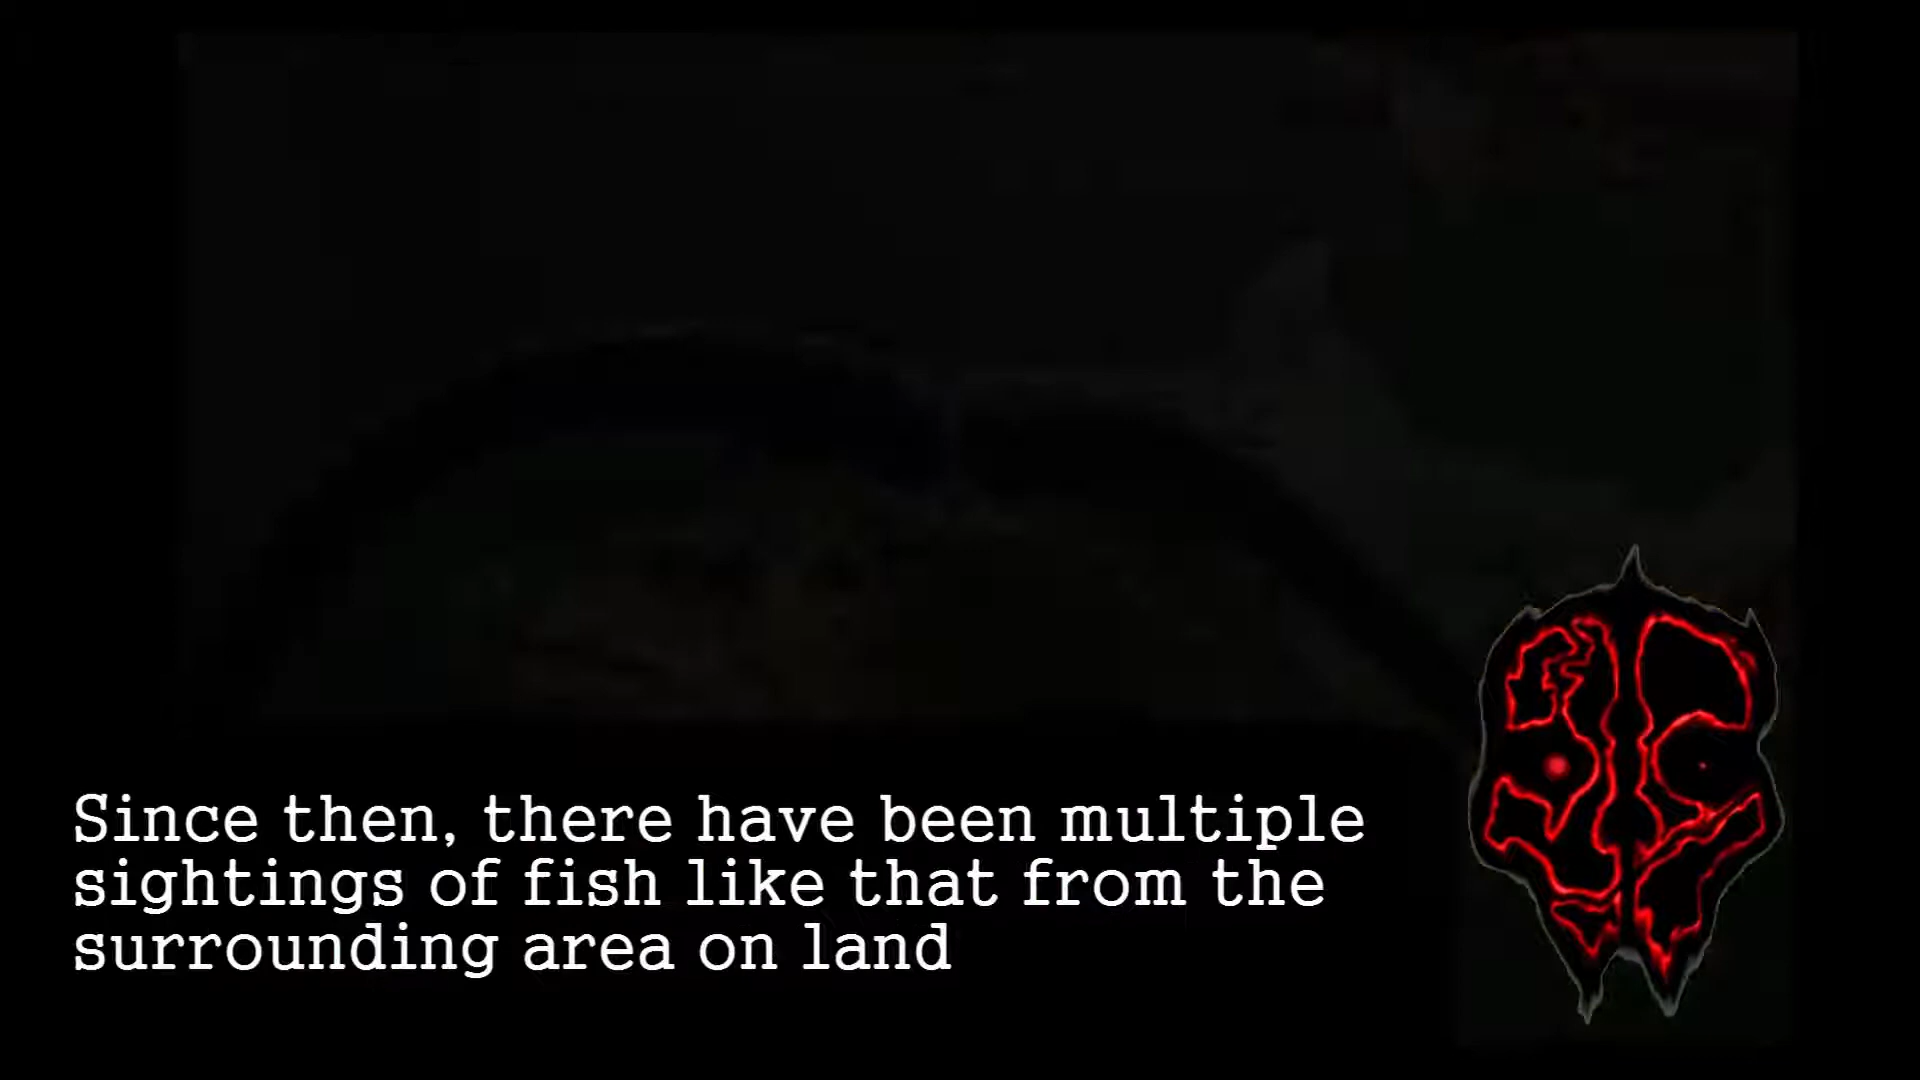 Since then, there have been multiple
sightings of fish like that from the
surrounding area on land